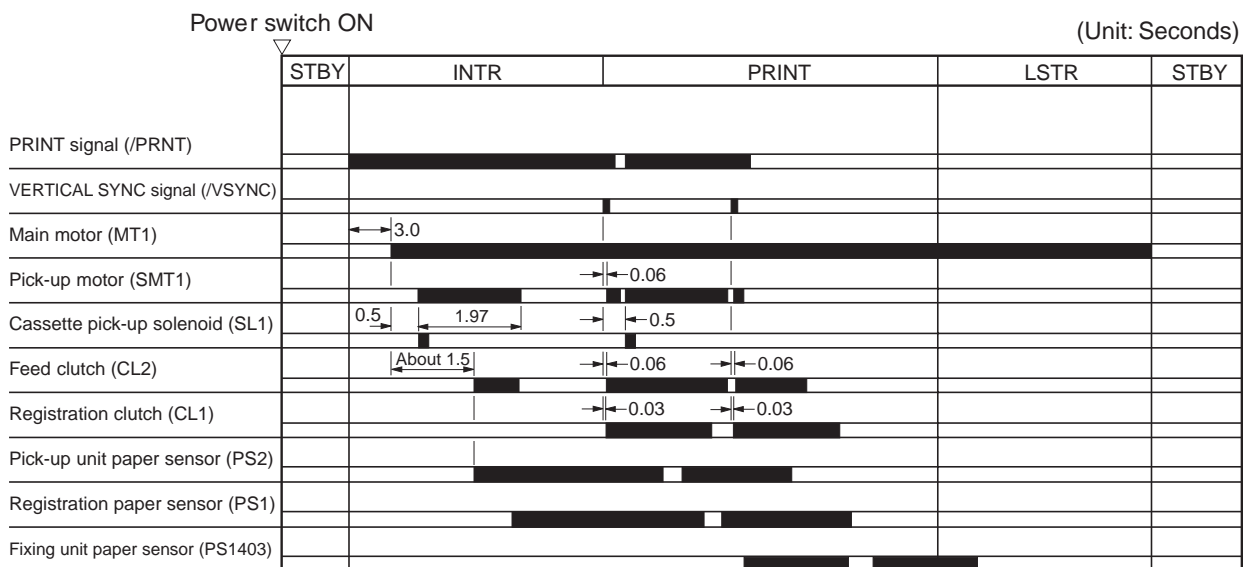 Power switch ON
(Unit: Seconds)
STBY INTR PRINT LSTR STBY
PRINT signal (/PRNT)
VERTICAL SYNC signal (/VSYNC)
Main motor (MT1) 3.0
Pick-up motor (SMT1) 0.06
Cassette pick-up solenoid (SL1) 0.5 1.97 0.5
Feed clutch (CL2) About 1.5 0.06 0.06
Registration clutch (CL1) 0.03 0.03
Pick-up unit paper sensor (PS2)
Registration paper sensor (PS1)
Fixing unit paper sensor (PS1403)